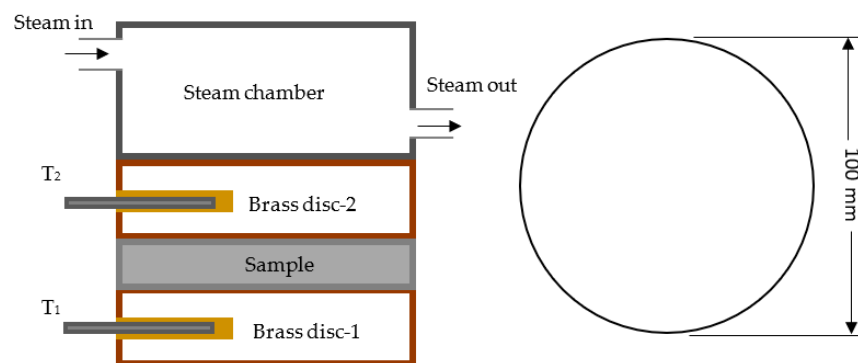 Steam in
Steam chamber
Steam out
T₂
Brass disc-2
Sample
T₁
Brass disc-1
100 mm